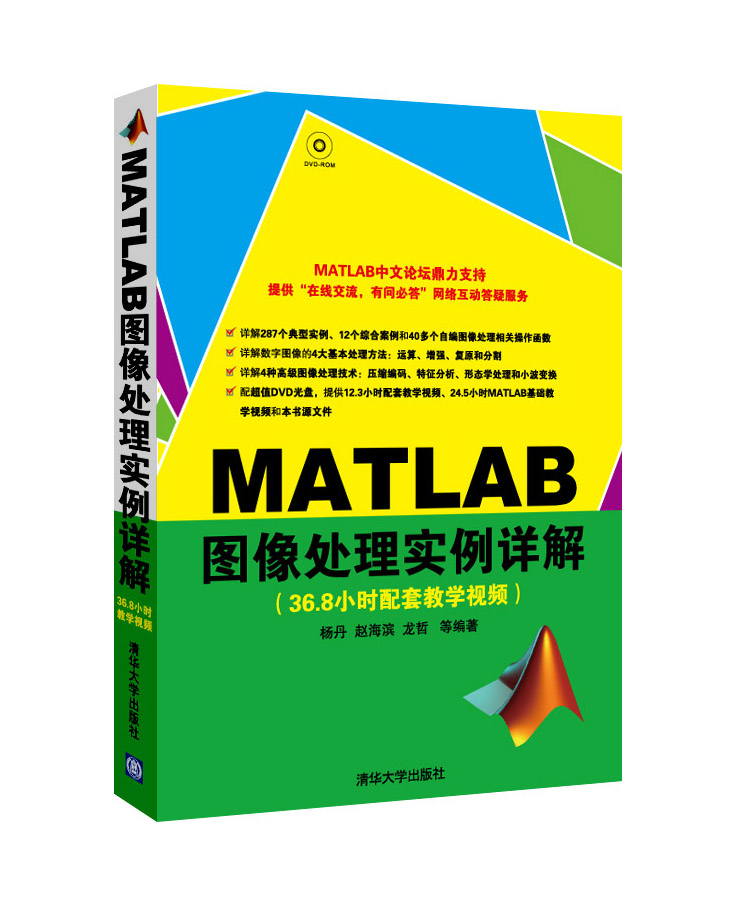 MATLAB图像处理实例详解
36.8小时
教学视频
清华大学出版社
DVD-ROM
MATLAB中文论坛鼎力支持
提供“在线交流，有问必答”网络互动答疑服务
详解287个典型实例、12个综合案例和40多个自编图像处理相关操作函数
详解数字图像的4大基本处理方法：运算、增强、复原和分割
详解4种高级图像处理技术：压缩编码、特征分析、形态学处理和小波变换
配超值DVD光盘，提供12.3小时配套教学视频、24.5小时MATLAB基础教
学视频和本书源文件
MATLAB
图像处理实例详解
（36.8小时配套教学视频）
杨丹 赵海滨 龙哲 等编著
清华大学出版社